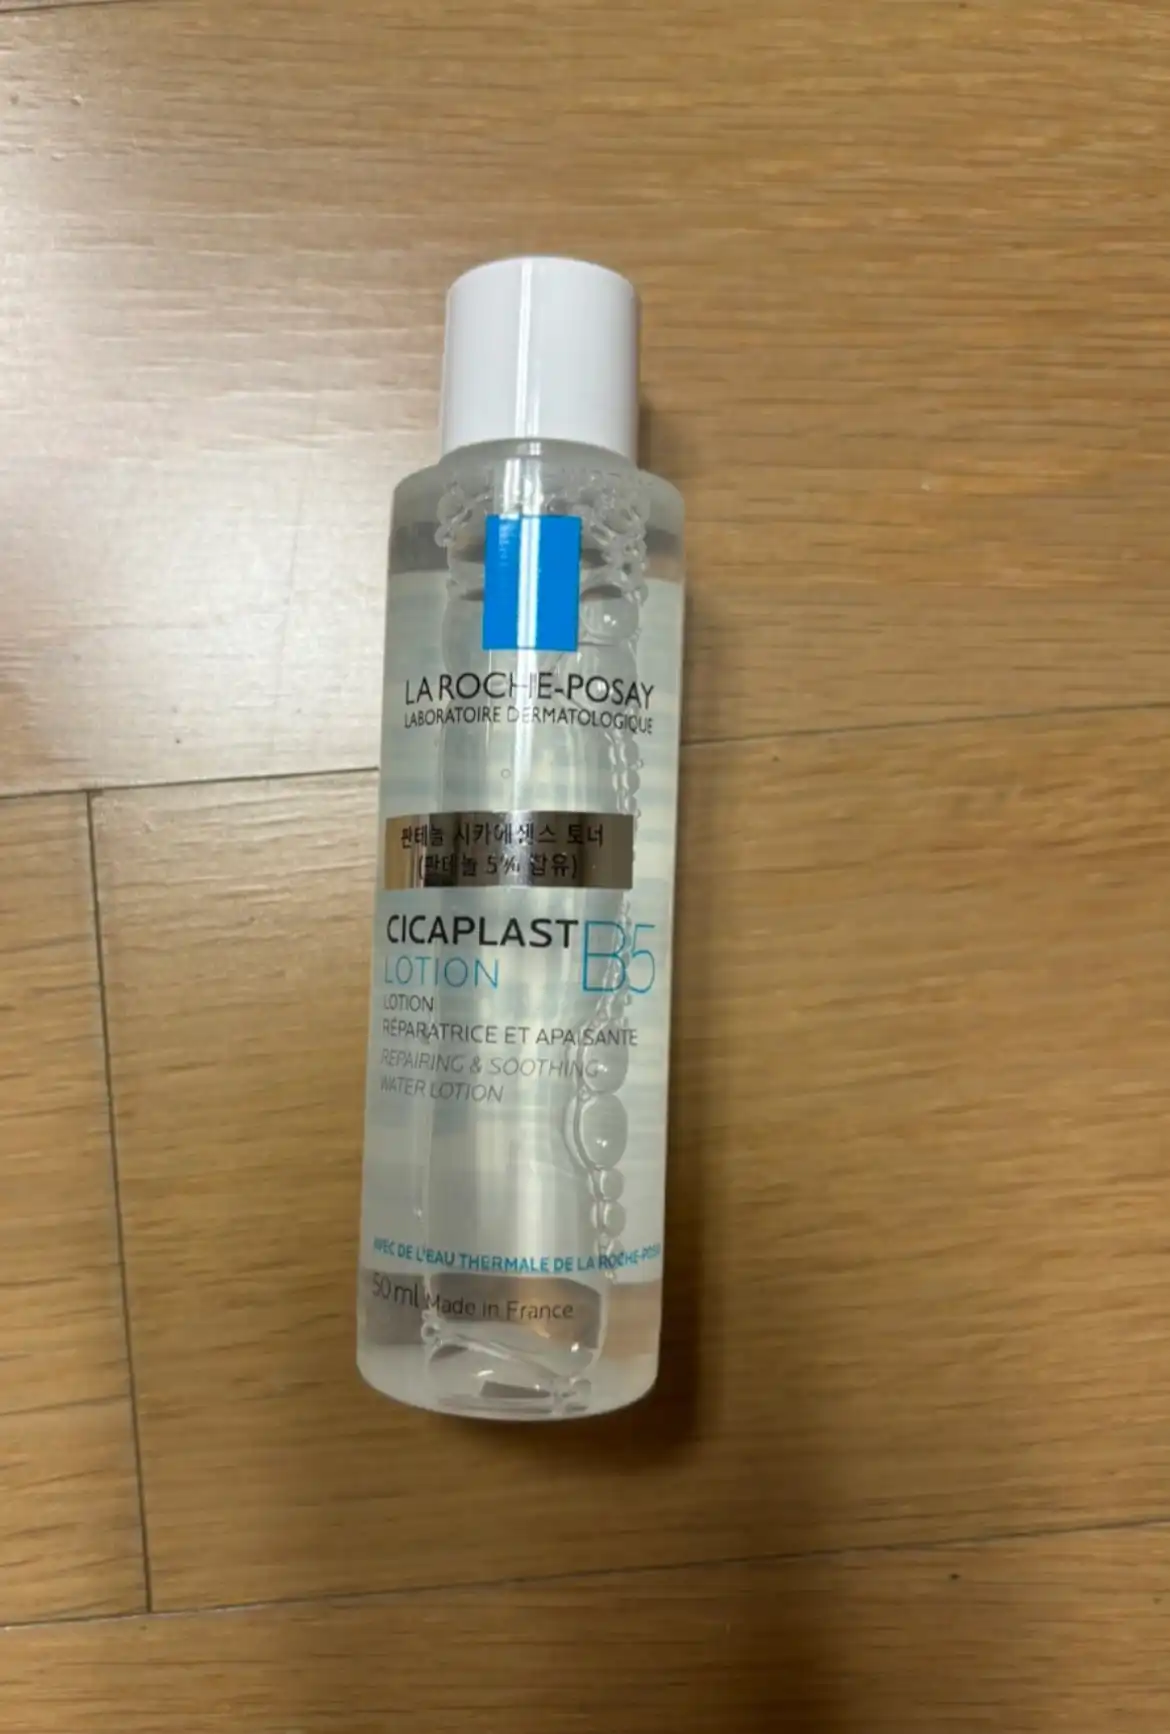 LA ROCHE-POSAY
LABORATOIRE DERMATOLOGIQUE
판테놀 시카에센스 토너
(판테놀 5% 함유)
CICAPLAST B5
LOTION
LOTION
RÉPARATRICE ET APAISANTE
REPAIRING & SOOTHING
WATER LOTION
AVEC DE L'EAU THERMALE DE LA ROCHE-POSAY
50 ml Made in France